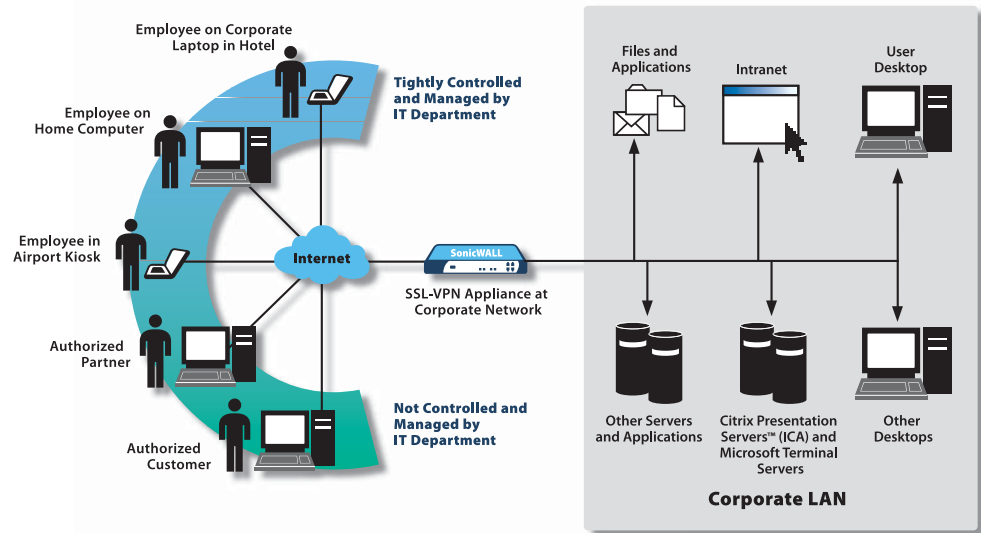 Employee on Corporate
Laptop in Hotel
Tightly Controlled
and Managed by
IT Department
Employee on
Home Computer
Employee in
Airport Kiosk
Authorized
Partner
Authorized
Customer
Not Controlled and
Managed by
IT Department
Internet
SonicWALL
SSL-VPN Appliance at
Corporate Network
Files and
Applications
Intranet
User
Desktop
Other Servers
and Applications
Citrix Presentation
Servers™ (ICA) and
Microsoft Terminal
Servers
Other
Desktops
Corporate LAN